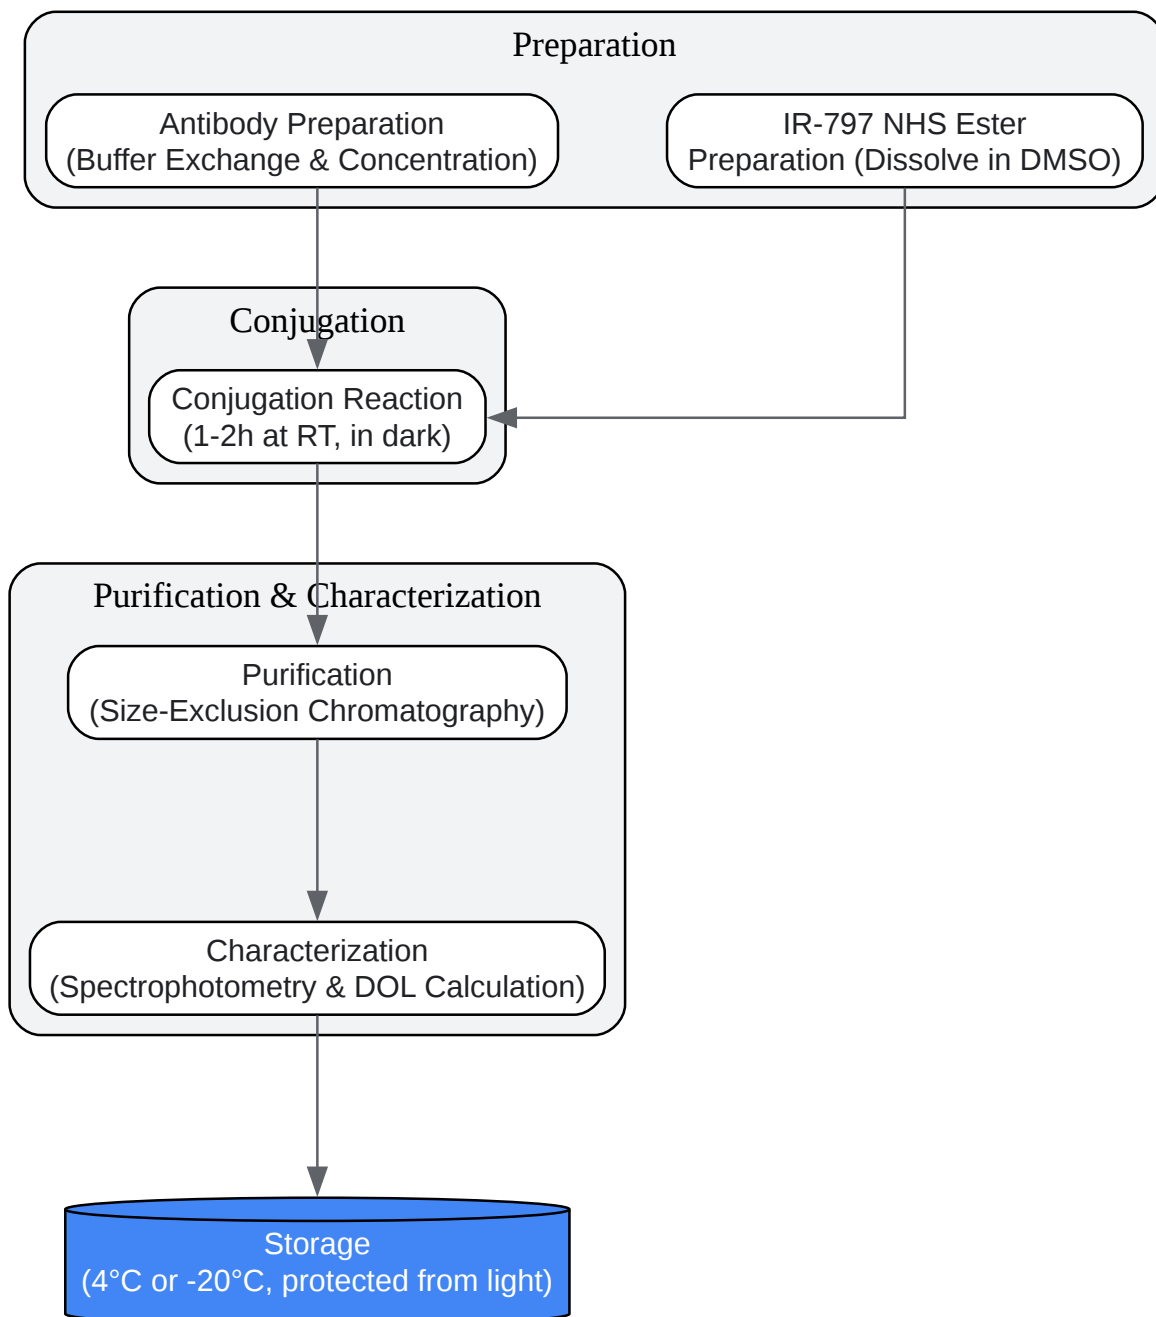 Preparation
Antibody Preparation
(Buffer Exchange & Concentration)
IR-797 NHS Ester
Preparation (Dissolve in DMSO)
Conjugation
Conjugation Reaction
(1-2h at RT, in dark)
Purification & Characterization
Purification
(Size-Exclusion Chromatography)
Characterization
(Spectrophotometry & DOL Calculation)
Storage
(4°C or -20°C, protected from light)